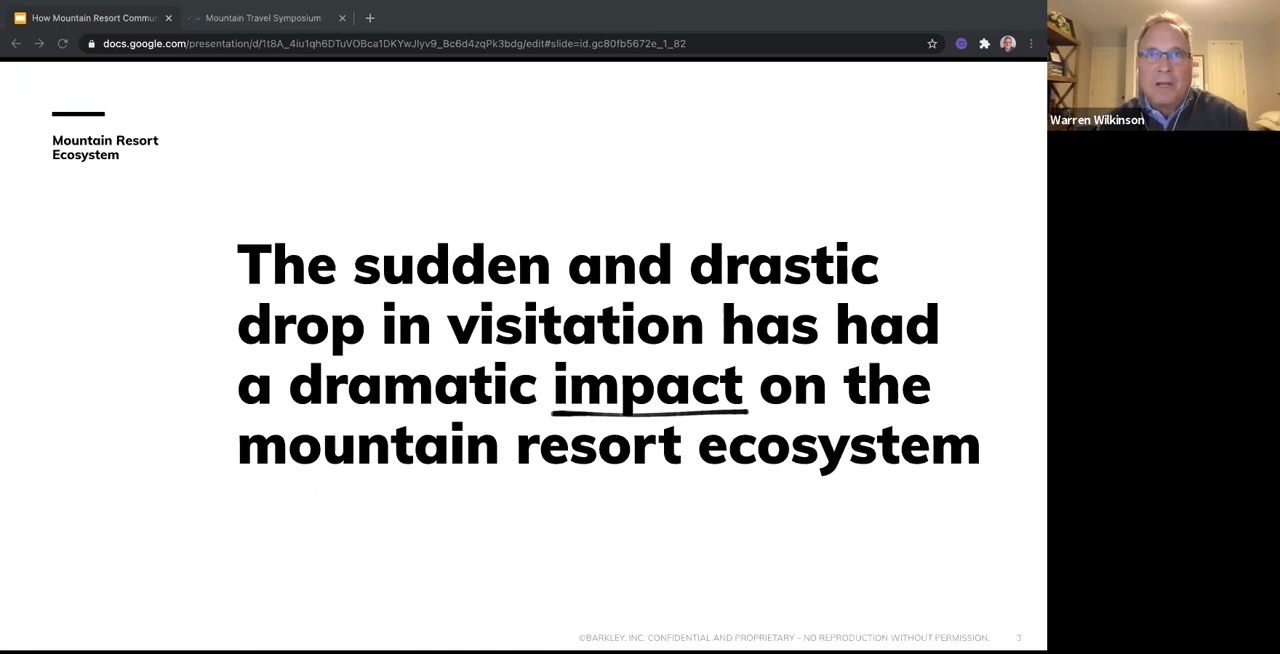 How Mountain Resort Commun
Mountain Travel Symposium
docs.google.com/presentation/d/1t8A_4iu1qh6DTuVOBca1DKYwJlyv9_Bc6d4zqPk3bdg/edit#slide=id.gc80fb5672e_1_82
Warren Wilkinson
Mountain Resort
Ecosystem
The sudden and drastic
drop in visitation has had
a dramatic impact on the
mountain resort ecosystem
©BARKLEY, INC. CONFIDENTIAL AND PROPRIETARY – NO REPRODUCTION WITHOUT PERMISSION. 3